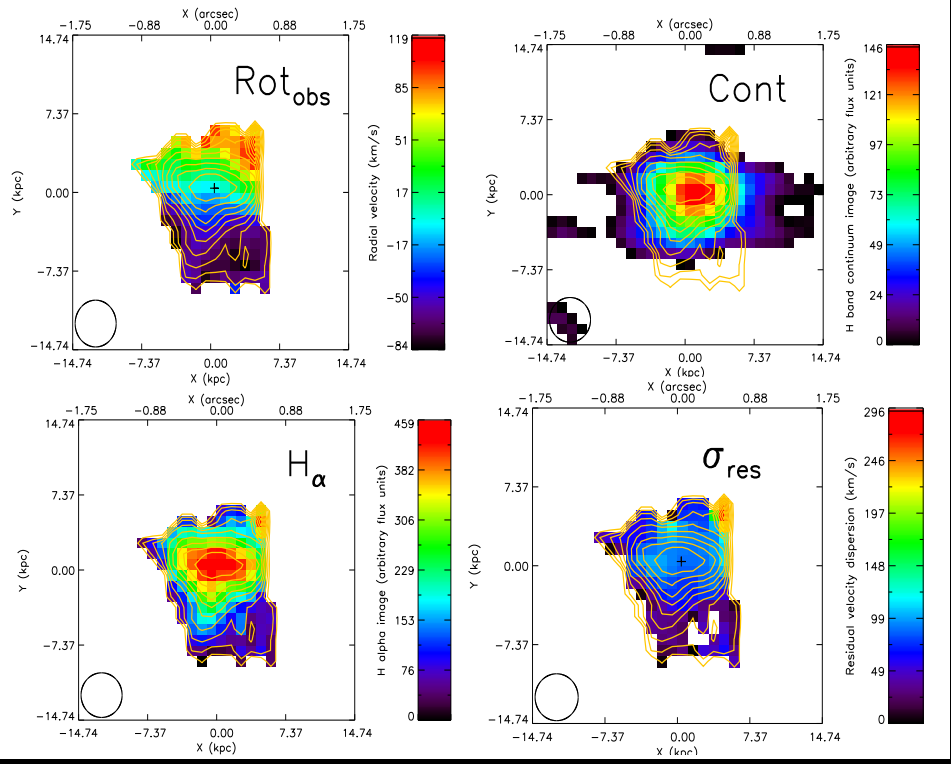 X (arcsec)
−1.75 −0.88 0.00 0.88 1.75
14.74
7.37
0.00
−7.37
−14.74
Y (kpc)
Rot obs
−14.74 −7.37 0.00 7.37 14.74
X (kpc)
119
85
51
17
−17
−50
−84
Radial velocity (km/s)
X (arcsec)
−1.75 −0.88 0.00 0.88 1.75
14.74
7.37
0.00
−7.37
−14.74
Y (kpc)
Cont
−14.74 −7.37 0.00 7.37 14.74
X (kpc)
146
121
97
73
49
24
0
H band continuum image (arbitrary flux units)
X (arcsec)
−1.75 −0.88 0.00 0.88 1.75
14.74
7.37
0.00
−7.37
−14.74
Y (kpc)
Hα
−14.74 −7.37 0.00 7.37 14.74
X (kpc)
459
382
306
229
153
76
0
H alpha image (arbitrary flux units)
X (arcsec)
−1.75 −0.88 0.00 0.88 1.75
14.74
7.37
0.00
−7.37
−14.74
Y (kpc)
σ res
−14.74 −7.37 0.00 7.37 14.74
X (kpc)
296
246
197
148
99
49
0
Residual velocity dispersion (km/s)